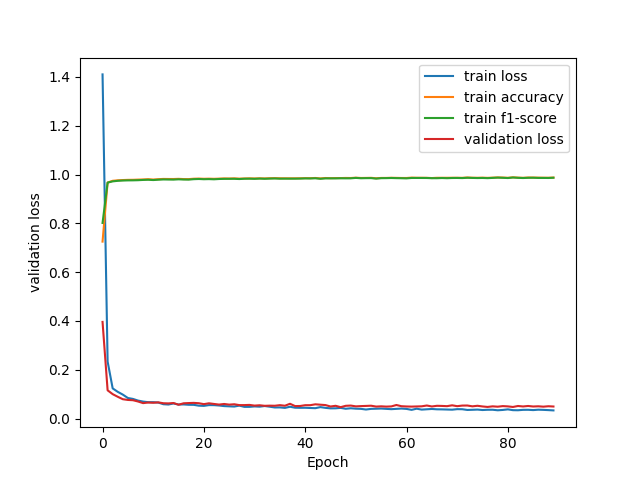 train loss
train accuracy
train f1-score
validation loss
validation loss
1.4
1.2
1.0
0.8
0.6
0.4
0.2
0.0
0
20
40
60
80
Epoch